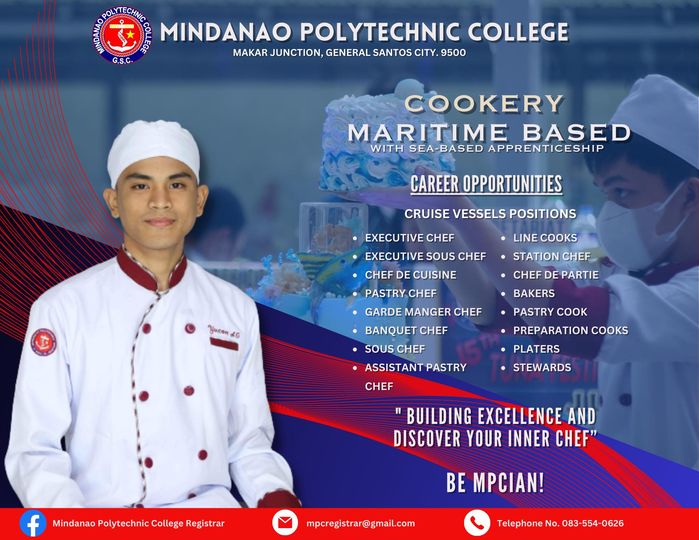 MINDANAO POLYTECHNIC COLLEGE
G.S.C.
MINDANAO POLYTECHNIC COLLEGE
MAKAR JUNCTION, GENERAL SANTOS CITY. 9500
COOKERY
MARITIME BASED
WITH SEA-BASED APPRENTICESHIP
CAREER OPPORTUNITIES
CRUISE VESSELS POSITIONS
• EXECUTIVE CHEF
• EXECUTIVE SOUS CHEF
• CHEF DE CUISINE
• PASTRY CHEF
• GARDE MANGER CHEF
• BANQUET CHEF
• SOUS CHEF
• ASSISTANT PASTRY
CHEF
• LINE COOKS
• STATION CHEF
• CHEF DE PARTIE
• BAKERS
• PASTRY COOK
• PREPARATION COOKS
• PLATERS
• STEWARDS
15TH
" BUILDING EXCELLENCE AND
DISCOVER YOUR INNER CHEF"
BE MPCIAN!
Mindanao Polytechnic College Registrar
mpcregistrar@gmail.com
Telephone No. 083-554-0626